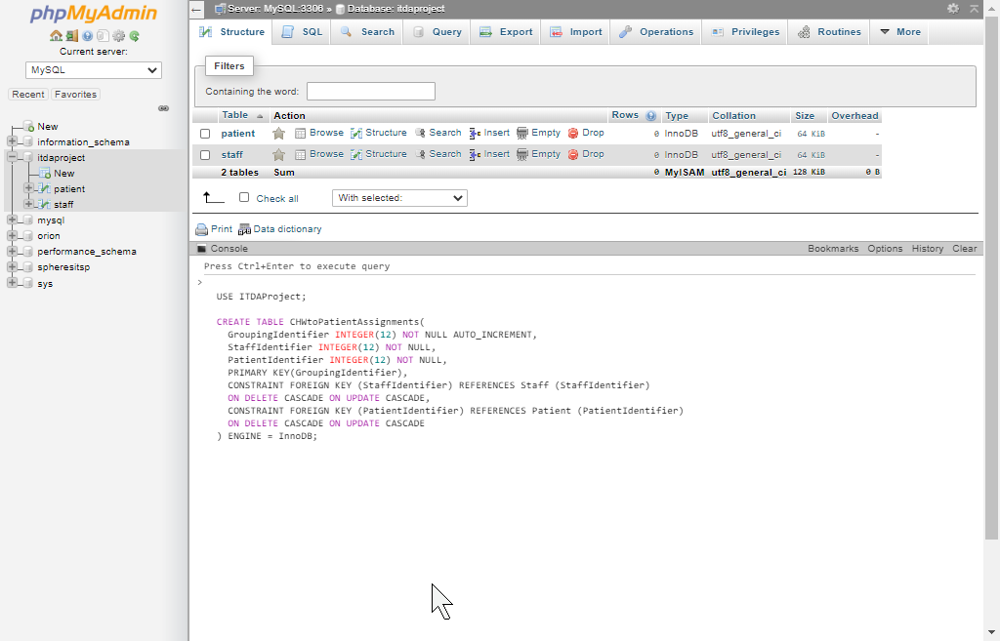 phpMyAdmin
Current server:
MySQL
Recent Favorites
New
information_schema
itdaproject
New
patient
staff
mysql
orion
performance_schema
spheresitsp
sys
Server: MySQL:3306 » Database: itdaproject
Structure SQL Search Query Export Import Operations Privileges Routines More
Filters
Containing the word:
Table Action Rows Type Collation Size Overhead
patient Browse Structure Search Insert Empty Drop 0 InnoDB utf8_general_ci 64 KiB -
staff Browse Structure Search Insert Empty Drop 0 InnoDB utf8_general_ci 64 KiB -
2 tables Sum 0 MyISAM utf8_general_ci 128 KiB 0 B
Check all With selected:
Print Data dictionary
Console Bookmarks Options History Clear
Press Ctrl+Enter to execute query
>
USE ITDAProject;
CREATE TABLE CHWtoPatientAssignments(
GroupingIdentifier INTEGER(12) NOT NULL AUTO_INCREMENT,
StaffIdentifier INTEGER(12) NOT NULL,
PatientIdentifier INTEGER(12) NOT NULL,
PRIMARY KEY(GroupingIdentifier),
CONSTRAINT FOREIGN KEY (StaffIdentifier) REFERENCES Staff (StaffIdentifier)
ON DELETE CASCADE ON UPDATE CASCADE,
CONSTRAINT FOREIGN KEY (PatientIdentifier) REFERENCES Patient (PatientIdentifier)
ON DELETE CASCADE ON UPDATE CASCADE
) ENGINE = InnoDB;